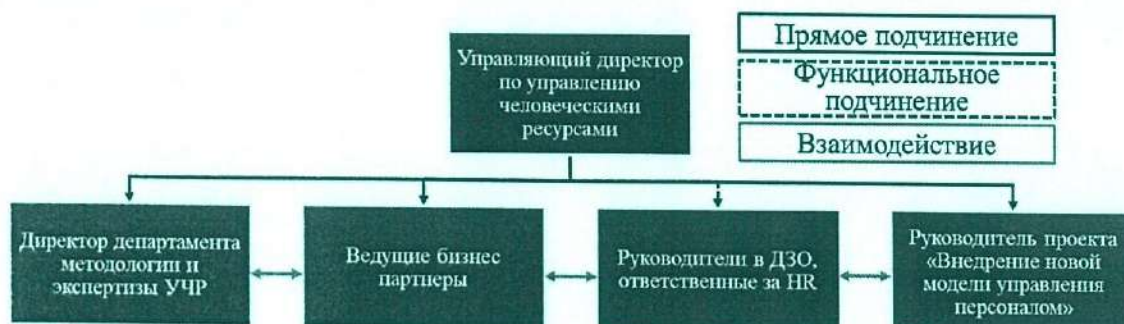 Управляющий директор
по управлению
человеческими
ресурсами
Прямое подчинение
Функциональное
подчинение
Взаимодействие
Директор департамента
методологии и
экспертизы УЧР
Ведущие бизнес
партнеры
Руководители в ДЗО,
ответственные за HR
Руководитель проекта
«Внедрение новой
модели управления
персоналом»